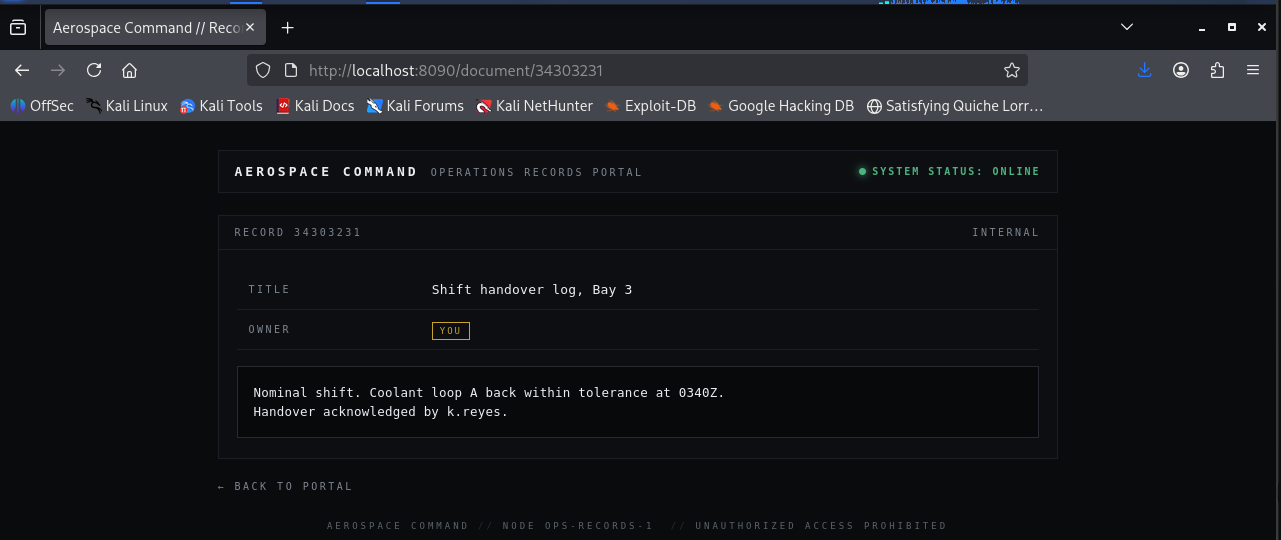 Aerospace Command // Reco
http://localhost:8090/document/34303231
OffSec Kali Linux Kali Tools Kali Docs Kali Forums Kali NetHunter Exploit-DB Google Hacking DB Satisfying Quiche Lorr…
AEROSPACE COMMAND OPERATIONS RECORDS PORTAL SYSTEM STATUS: ONLINE
RECORD 34303231 INTERNAL
TITLE Shift handover log, Bay 3
OWNER YOU
Nominal shift. Coolant loop A back within tolerance at 0340Z.
Handover acknowledged by k.reyes.
← BACK TO PORTAL
AEROSPACE COMMAND // NODE OPS-RECORDS-1 // UNAUTHORIZED ACCESS PROHIBITED